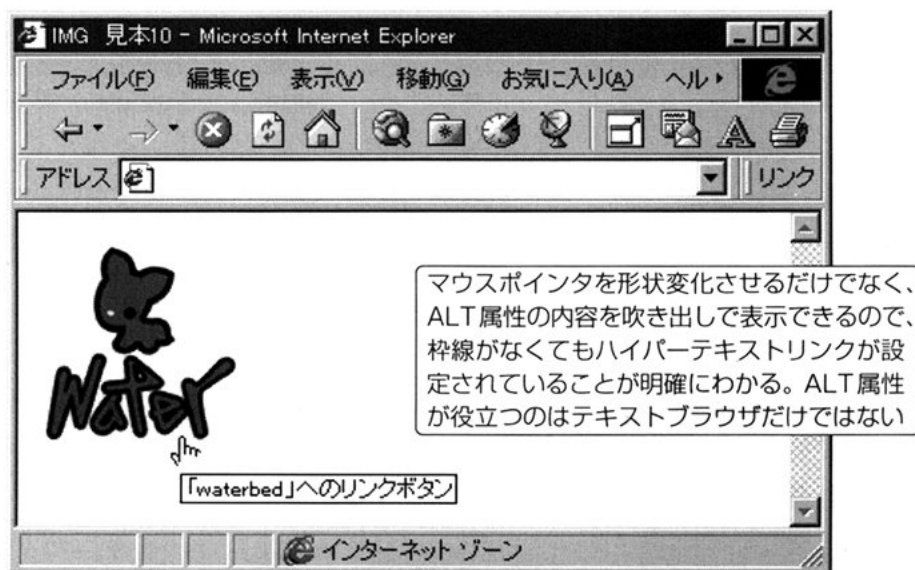 IMG 見本10 - Microsoft Internet Explorer
ファイル(F) 編集(E) 表示(V) 移動(G) お気に入り(A) ヘル
アドレス
リンク
マウスポインタを形状変化させるだけでなく、
ALT属性の内容を吹き出しで表示できるので、
枠線がなくてもハイパーテキストリンクが設
定されていることが明確にわかる。ALT属性
が役立つのはテキストブラウザだけではない
Water
「waterbed」へのリンクボタン
インターネット ゾーン